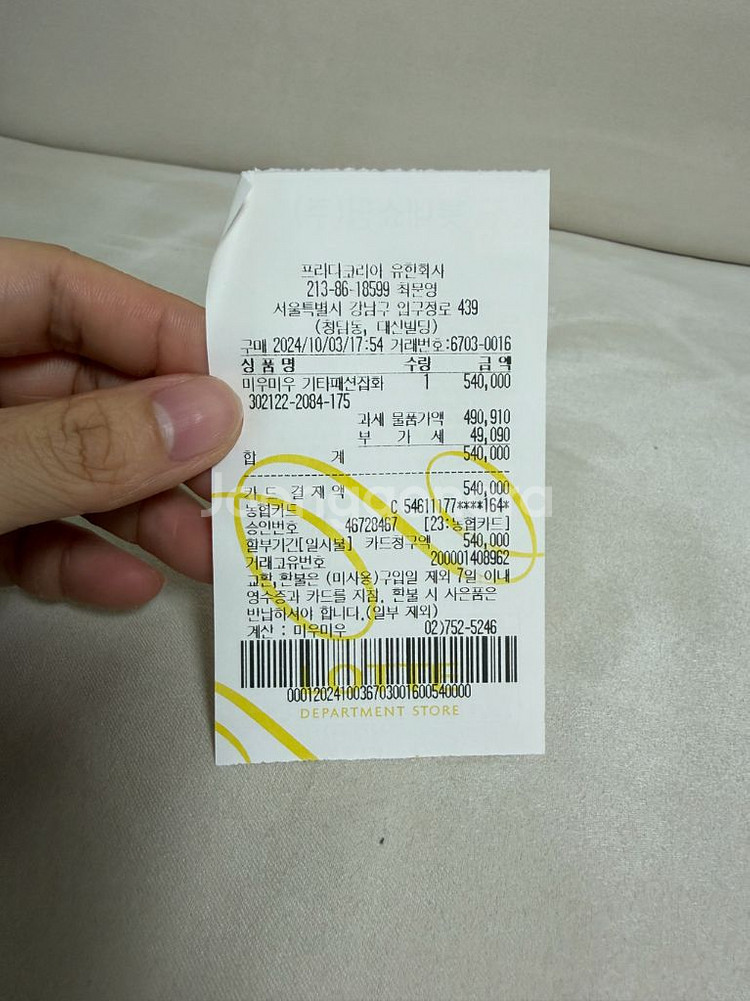 프라다코리아 유한회사
213-86-18599 최문영
서울특별시 강남구 압구정로 439
(청담동, 대신빌딩)
구매 2024/10/03/17:54 거래번호:6703-0016
상 품 명 수량 금 액
미우미우 기타패션잡화 1 540,000
302122-2084-175
과세 물품가액 490,910
부 가 세 49,090
합 계 540,000
카 드 결 제 액 540,000
농협카드 C 54611177****164*
승인번호 46728467 [23:농협카드]
할부기간[일시불] 카드청구액 540,000
거래고유번호 200001408962
교환,환불은 (미사용)구입일 제외 7일 이내
영수증과 카드를 지참. 환불 시 사은품은
반납하셔야 합니다.(일부 제외)
계산 : 미우미우 02)752-5246
LOTTE
0001202410036703001600540000
DEPARTMENT STORE
Joonggonara